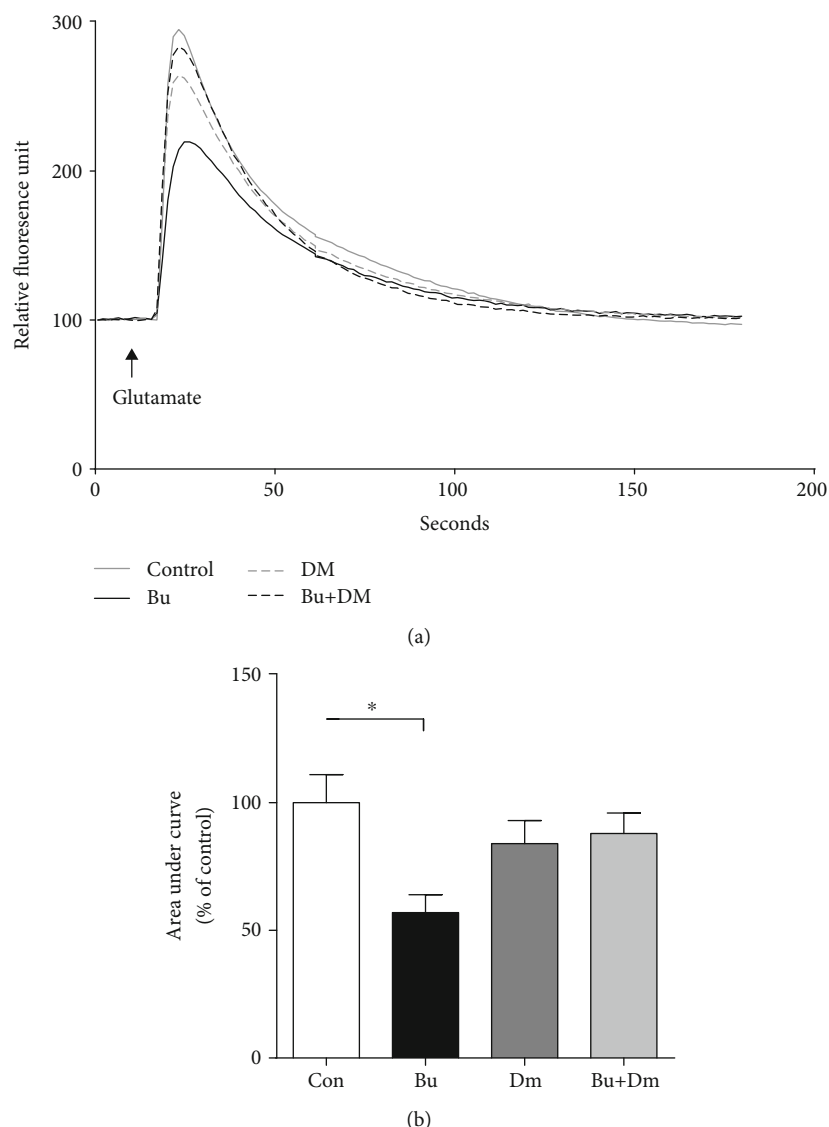 300
200
100
0
Relative fluoresence unit
Glutamate
0 50 100 150 200
Seconds
Control DM
Bu Bu+DM
(a)
150
100
50
0
Area under curve
(% of control)
*
Con Bu Dm Bu+Dm
(b)